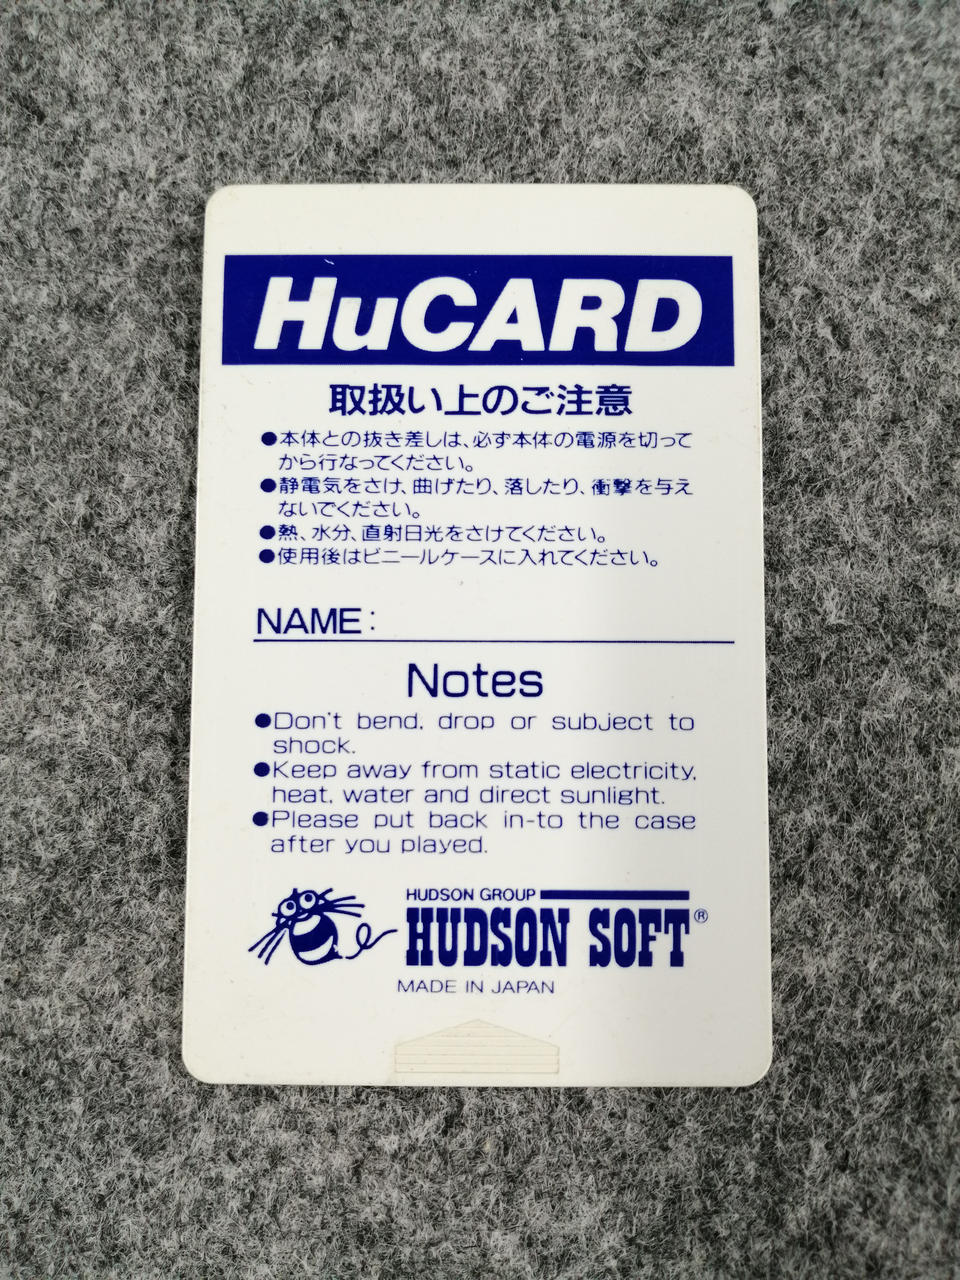 HuCARD
取扱い上のご注意
●本体との抜き差しは、必ず本体の電源を切って
から行なってください。
●静電気をさけ、曲げたり、落したり、衝撃を与え
ないでください。
●熱、水分、直射日光をさけてください。
●使用後はビニールケースに入れてください。
NAME:
Notes
●Don't bend, drop or subject to
shock.
●Keep away from static electricity,
heat, water and direct sunlight.
●Please put back in-to the case
after you played.
HUDSON GROUP
HUDSON SOFT®
MADE IN JAPAN